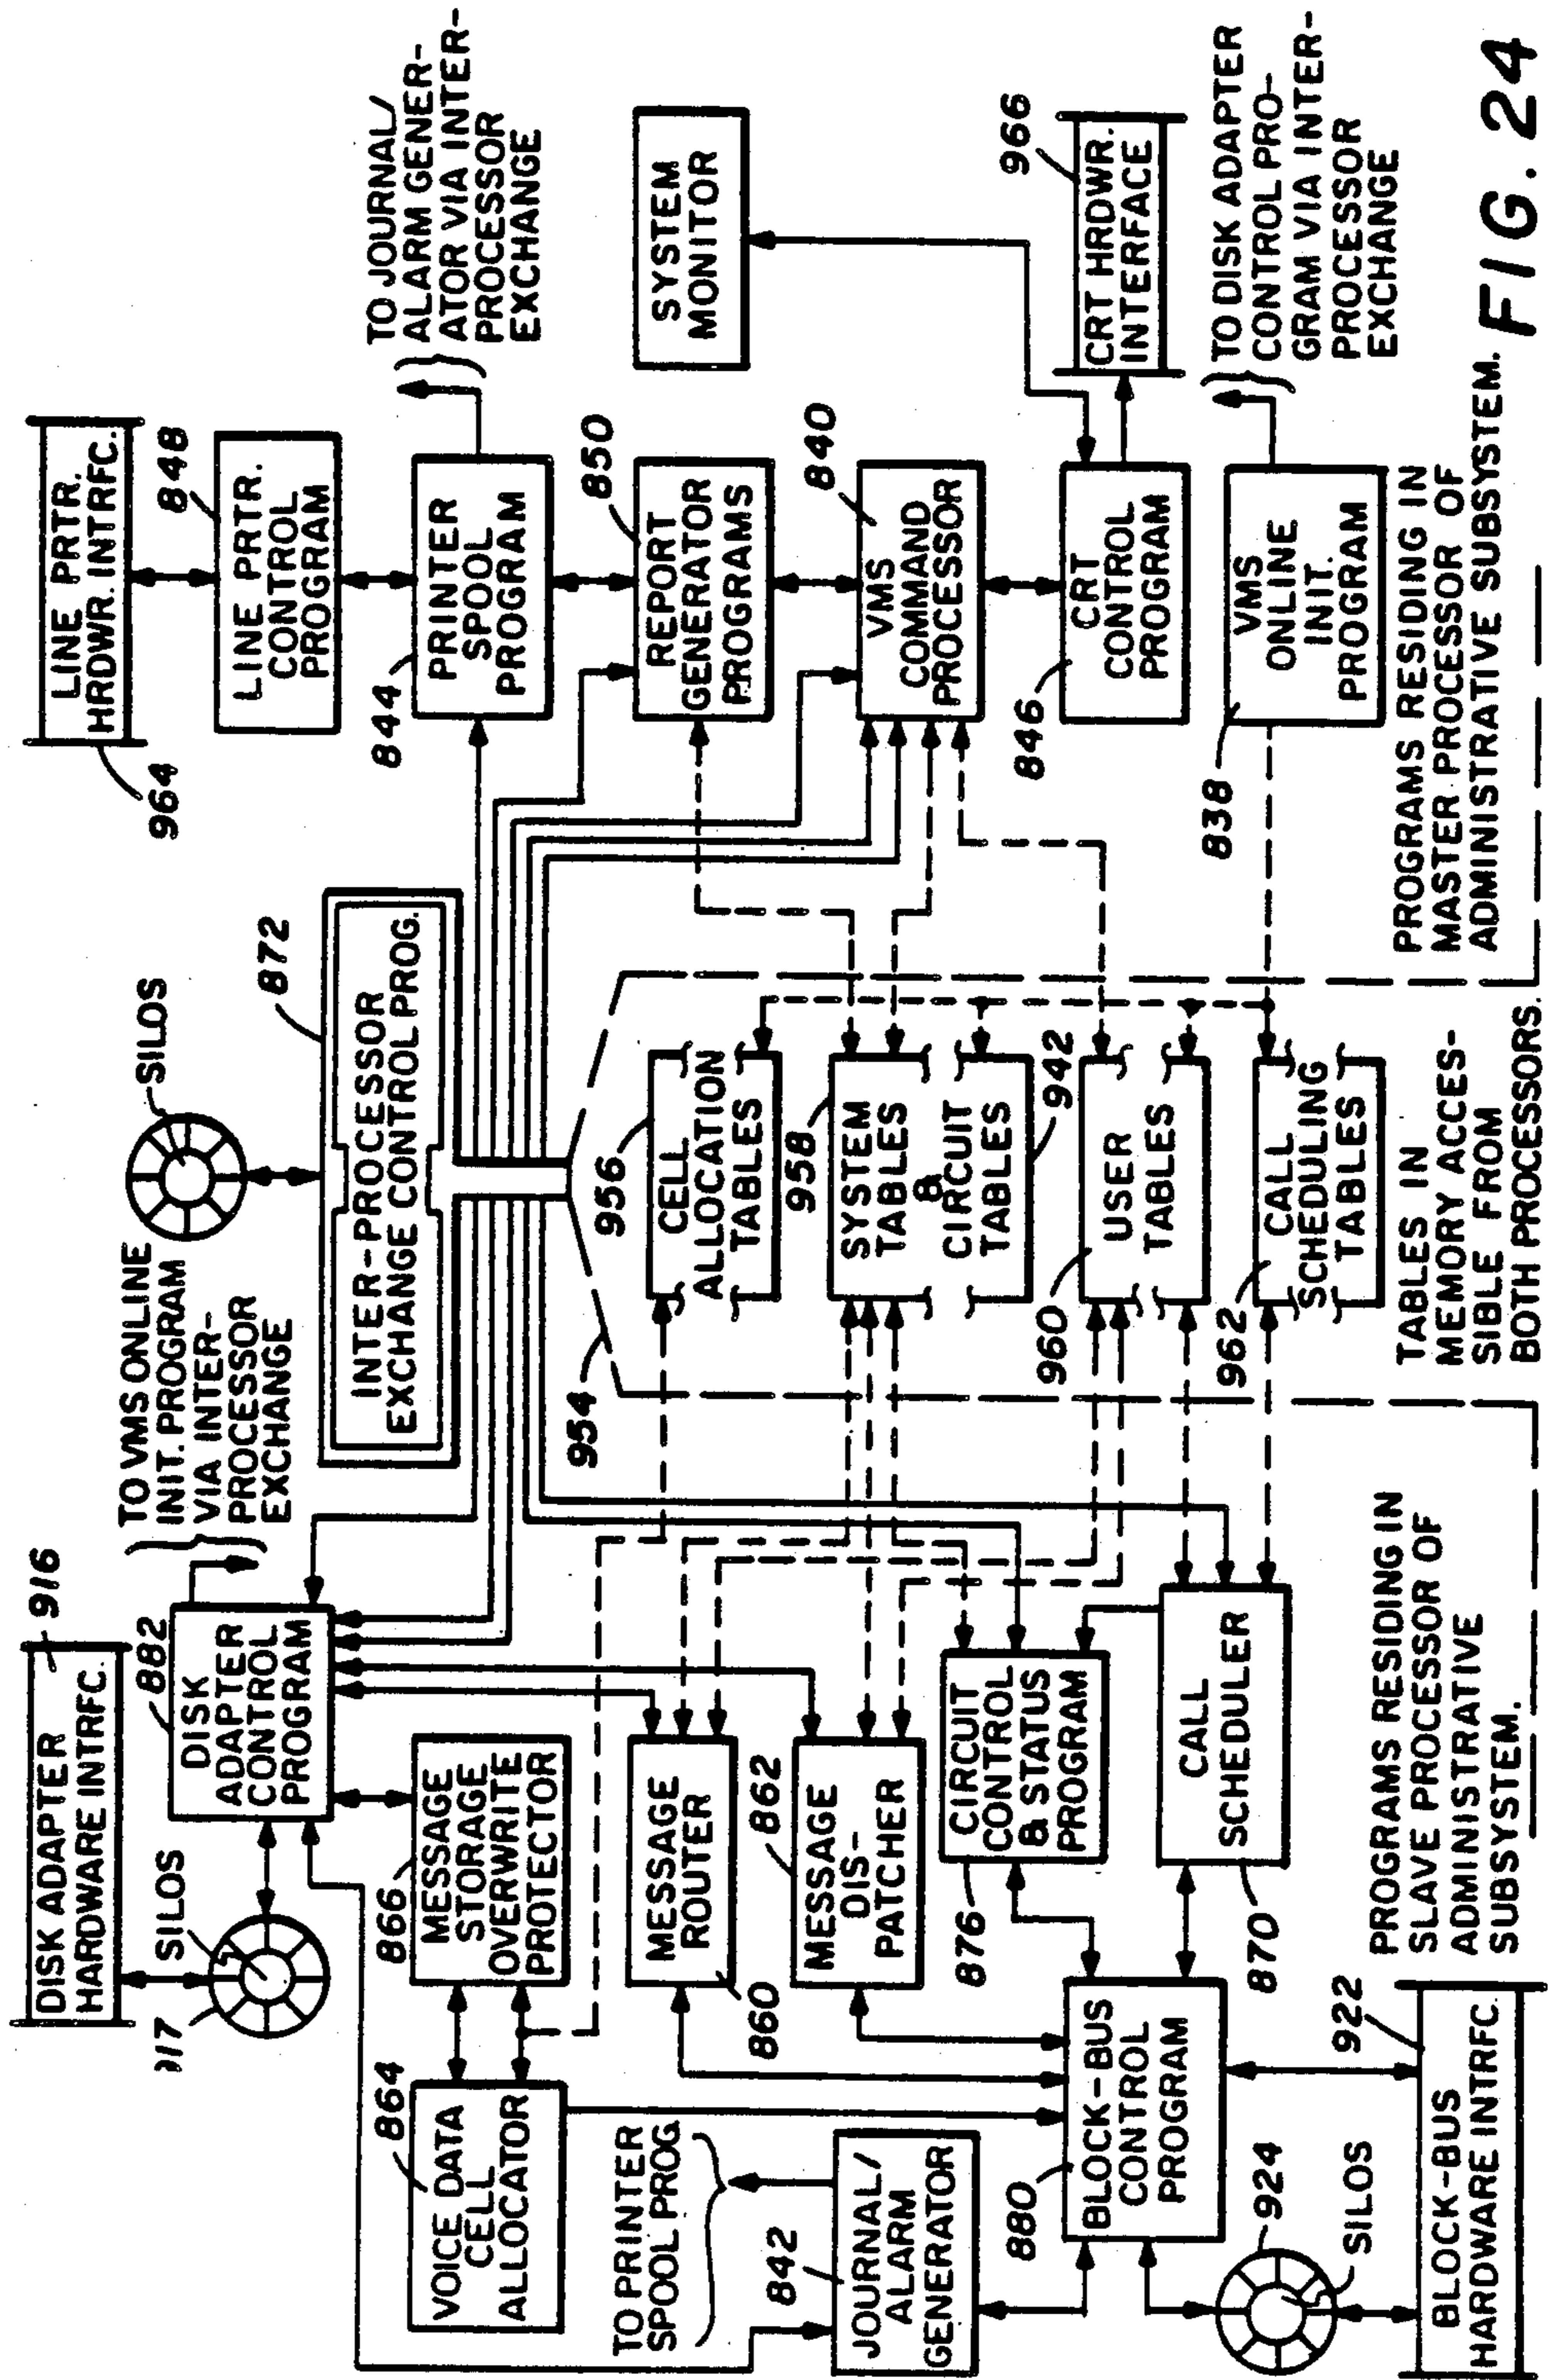 DISK ADAPTER
HARDWARE INTRFC.
916
917
SILOS
882
DISK
ADAPTER
CONTROL
PROGRAM
TO VMS ONLINE
INIT. PROGRAM
VIA INTER-
PROCESSOR
EXCHANGE
SILOS
872
INTER-PROCESSOR
EXCHANGE CONTROL PROG.
LINE PRTR.
HRDWR. INTRFC.
964
848
LINE PRTR.
CONTROL
PROGRAM
844
PRINTER
SPOOL
PROGRAM
TO JOURNAL/
ALARM GENER-
ATOR VIA INTER-
PROCESSOR
EXCHANGE
864
VOICE DATA
CELL
ALLOCATOR
866
MESSAGE
STORAGE
OVERWRITE
PROTECTOR
954
956
CELL
ALLOCATION
TABLES
850
REPORT
GENERATOR
PROGRAMS
SYSTEM
MONITOR
TO PRINTER
SPOOL PROG.
MESSAGE
ROUTER
860
862
MESSAGE
DIS-
PATCHER
958
SYSTEM
TABLES
&
CIRCUIT
TABLES
942
840
VMS
COMMAND
PROCESSOR
842
JOURNAL/
ALARM
GENERATOR
876
CIRCUIT
CONTROL
& STATUS
PROGRAM
960
USER
TABLES
846
CRT
CONTROL
PROGRAM
966
CRT HRDWR.
INTERFACE
880
BLOCK-BUS
CONTROL
PROGRAM
870
CALL
SCHEDULER
962
CALL
SCHEDULING
TABLES
838
VMS
ONLINE
INIT.
PROGRAM
TO DISK ADAPTER
CONTROL PRO-
GRAM VIA INTER-
PROCESSOR
EXCHANGE
924
SILOS
922
BLOCK-BUS
HARDWARE INTRFC.
PROGRAMS RESIDING IN
SLAVE PROCESSOR OF
ADMINISTRATIVE
SUBSYSTEM.
TABLES IN
MEMORY ACCES-
SIBLE FROM
BOTH PROCESSORS.
PROGRAMS RESIDING IN
MASTER PROCESSOR OF
ADMINISTRATIVE SUBSYSTEM.
FIG. 24